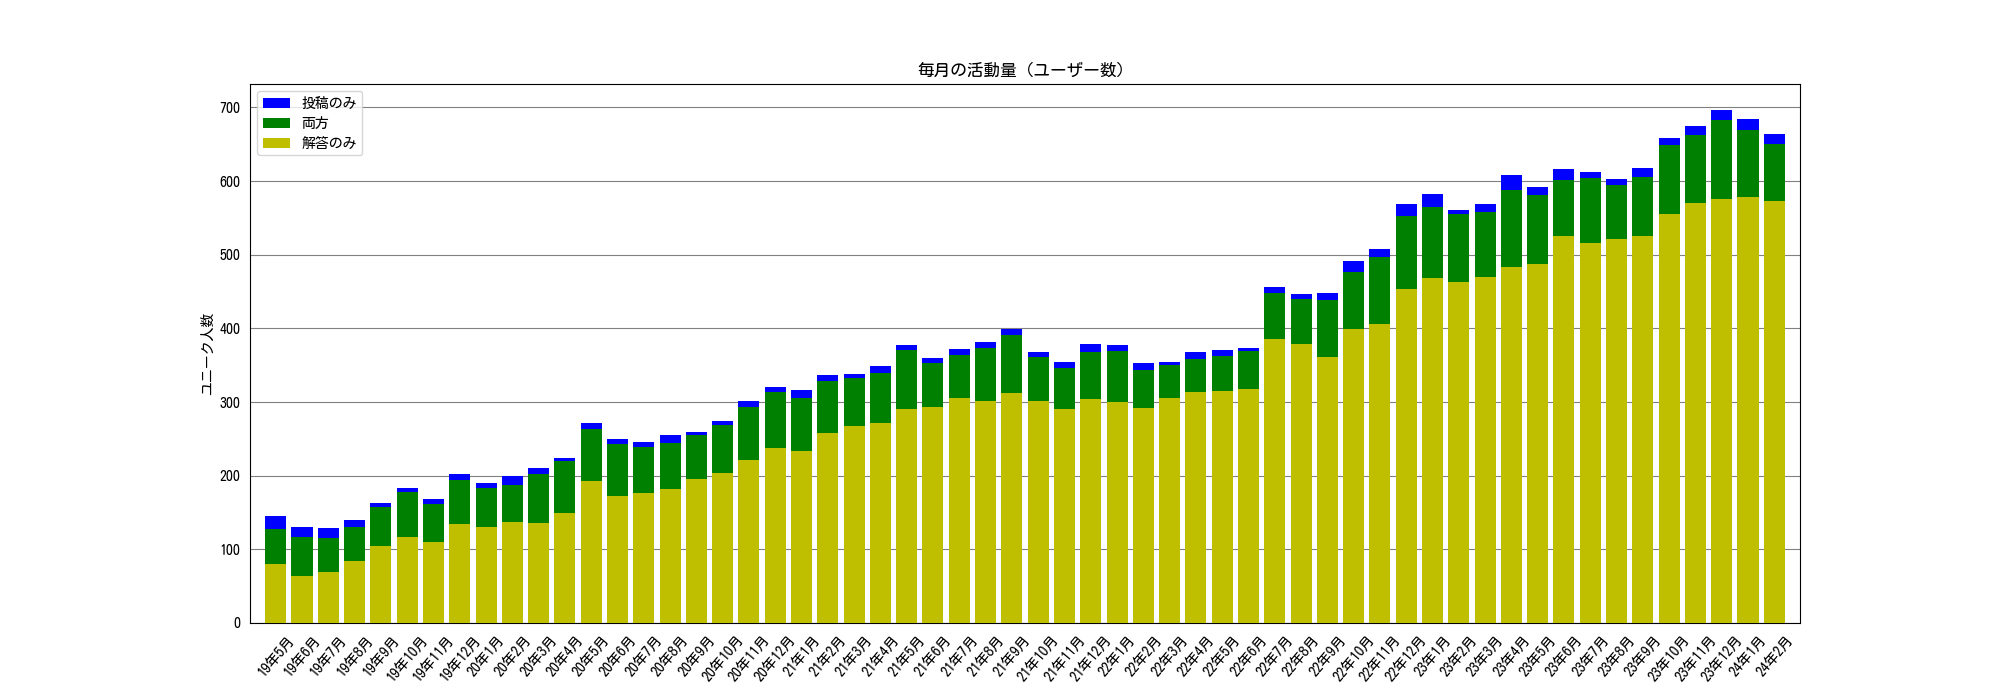 毎月の活動量（ユーザー数）
投稿のみ
両方
解答のみ
ユニーク人数
700
600
500
400
300
200
100
0
19年5月
19年6月
19年7月
19年8月
19年9月
19年10月
19年11月
19年12月
20年1月
20年2月
20年3月
20年4月
20年5月
20年6月
20年7月
20年8月
20年9月
20年10月
20年11月
20年12月
21年1月
21年2月
21年3月
21年4月
21年5月
21年6月
21年7月
21年8月
21年9月
21年10月
21年11月
21年12月
22年1月
22年2月
22年3月
22年4月
22年5月
22年6月
22年7月
22年8月
22年9月
22年10月
22年11月
22年12月
23年1月
23年2月
23年3月
23年4月
23年5月
23年6月
23年7月
23年8月
23年9月
23年10月
23年11月
23年12月
24年1月
24年2月